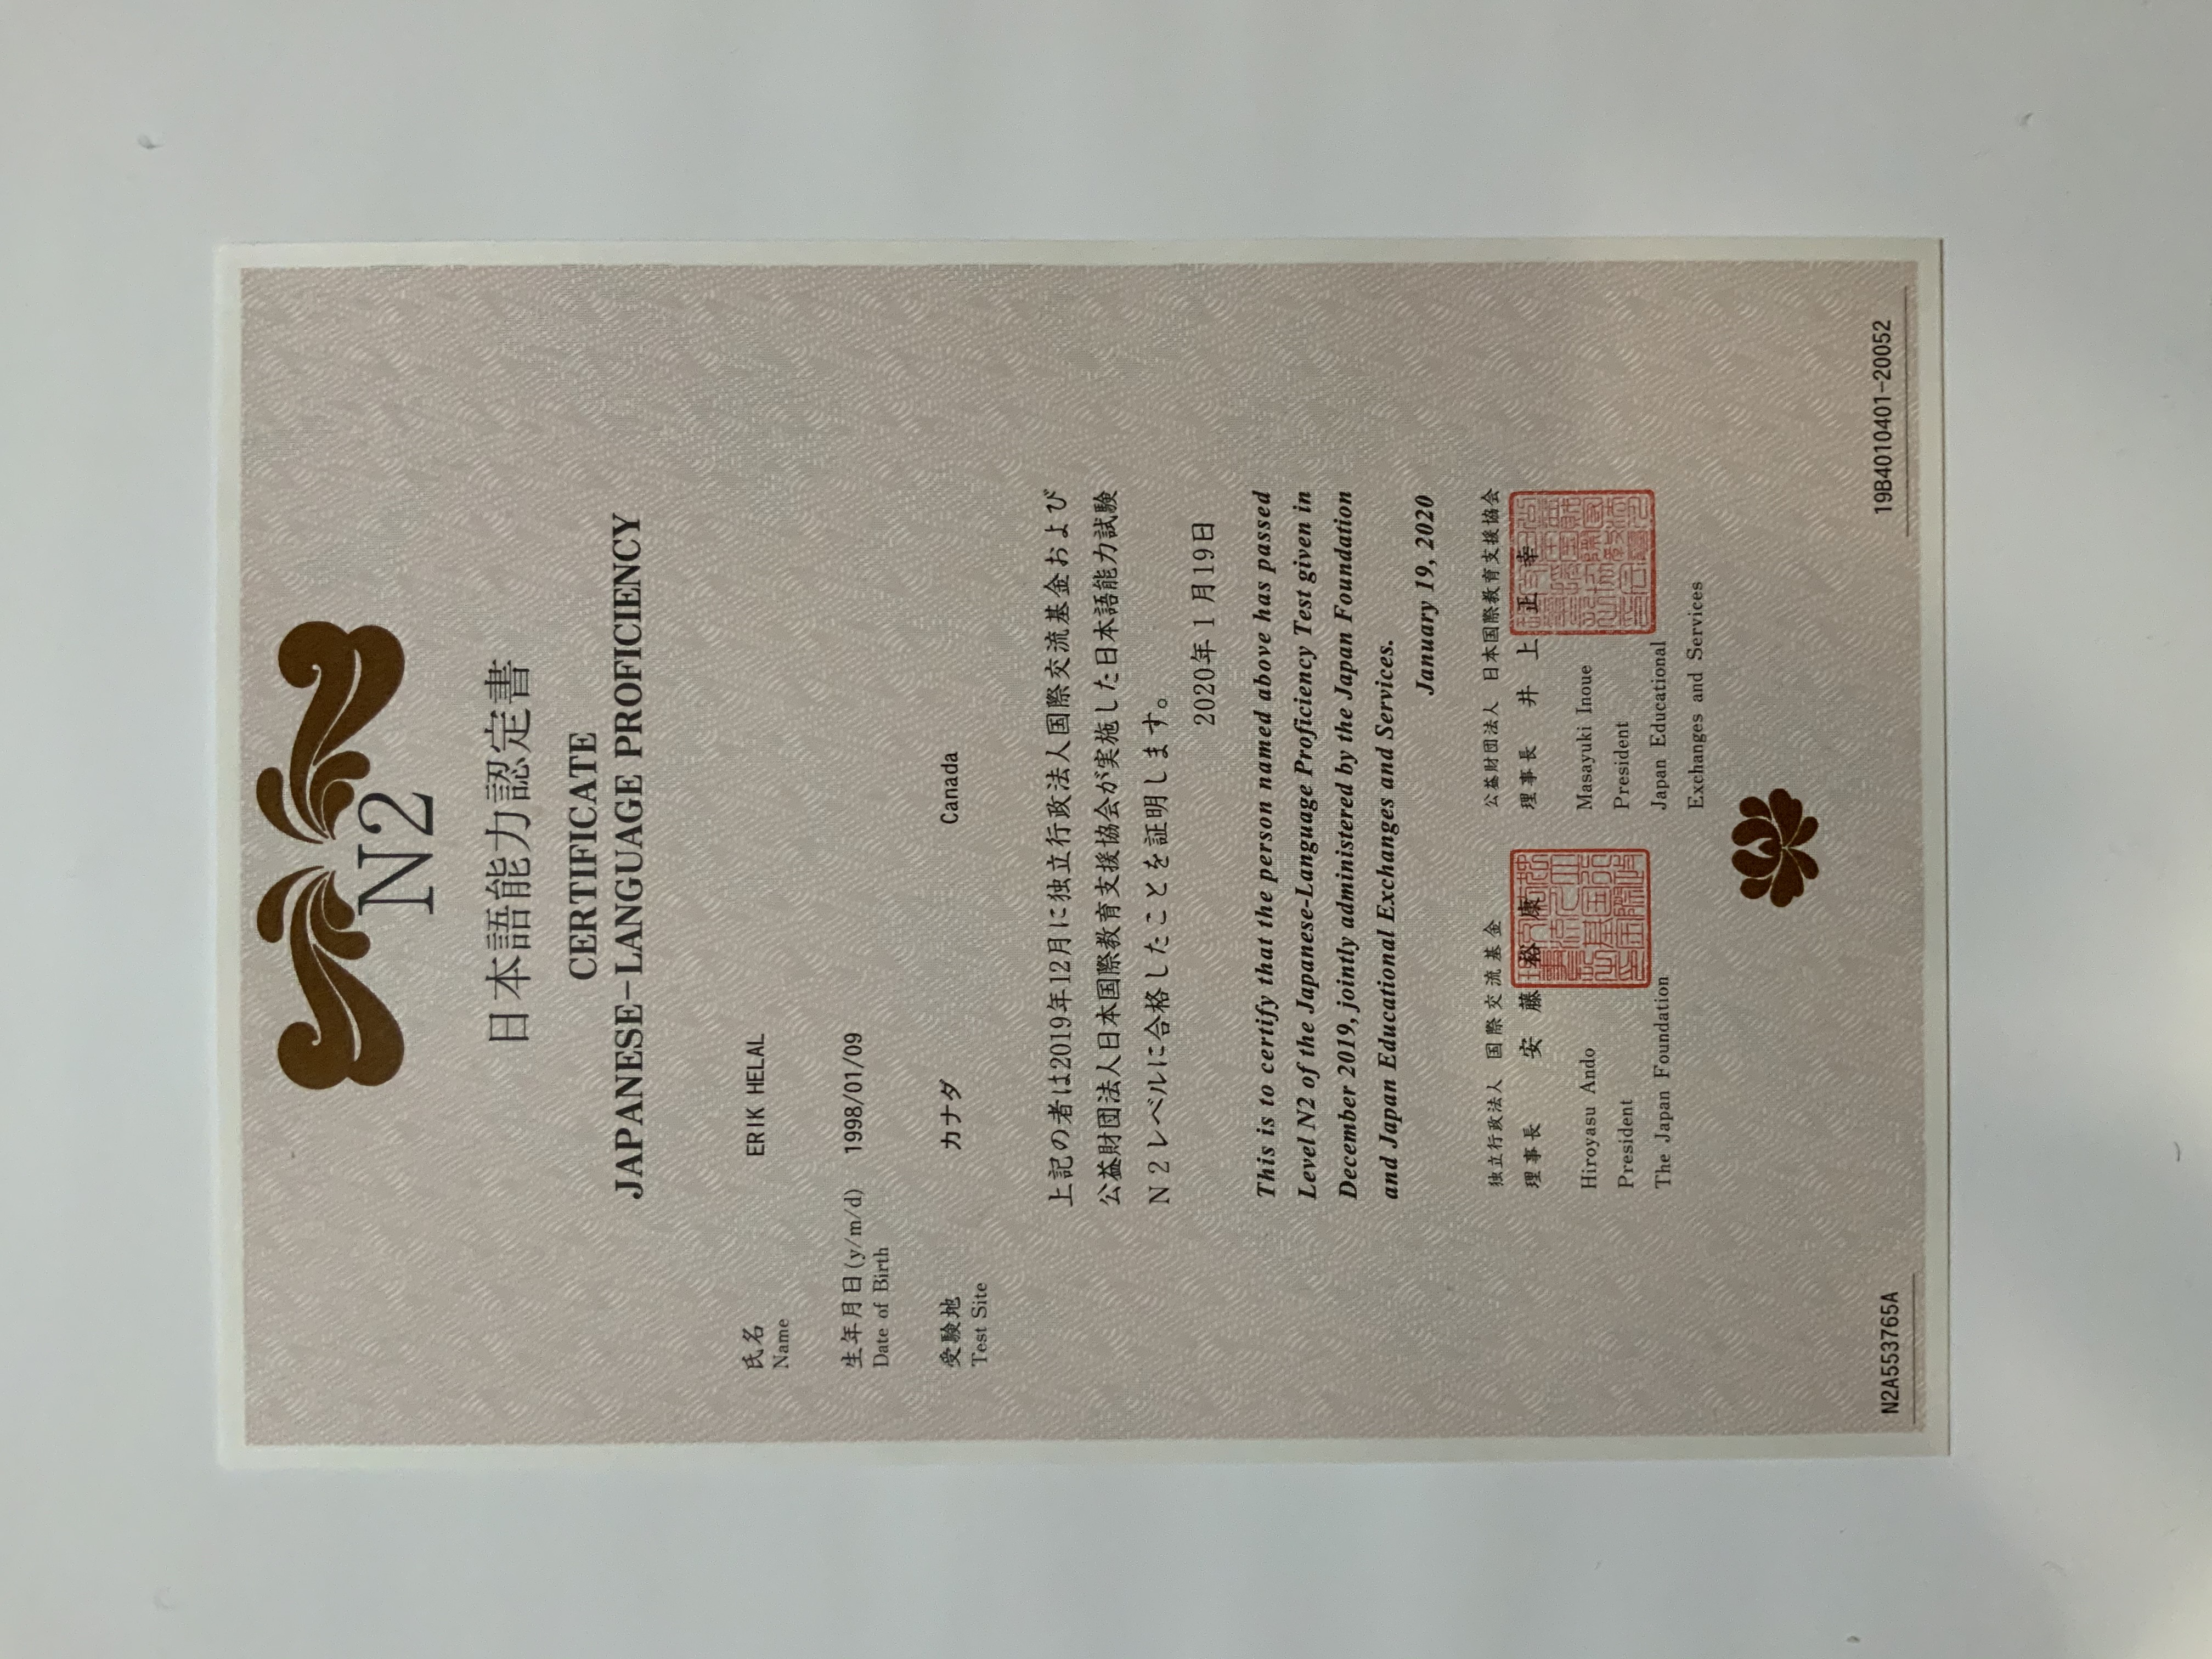 N2
日本語能力認定書
CERTIFICATE
JAPANESE-LANGUAGE PROFICIENCY
氏名 ERIK HELAL
Name
生年月日(y/m/d) 1998/01/09
Date of Birth
受験地 カナダ Canada
Test Site
上記の者は2019年12月に独立行政法人国際交流基金および
公益財団法人日本国際教育支援協会が実施した日本語能力試験
N2レベルに合格したことを証明します。
2020年1月19日
This is to certify that the person named above has passed
Level N2 of the Japanese-Language Proficiency Test given in
December 2019, jointly administered by the Japan Foundation
and Japan Educational Exchanges and Services.
January 19, 2020
独立行政法人 国際交流基金
理事長 安藤裕康
Hiroyasu Ando
President
The Japan Foundation
公益財団法人 日本国際教育支援協会
理事長 井上正幸
Masayuki Inoue
President
Japan Educational
Exchanges and Services
N2A553765A
19B4010401-20052